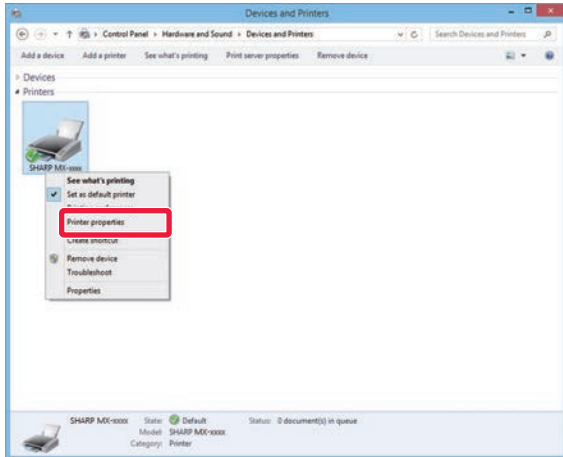 Devices and Printers
Control Panel › Hardware and Sound › Devices and Printers
Search Devices and Printers
Add a device Add a printer See what's printing Print server properties Remove device
Devices
Printers
SHARP MX-xxxx
See what's printing
Set as default printer
Printer properties
Create shortcut
Remove device
Troubleshoot
Properties
SHARP MX-xxxx State: Default Status: 0 document(s) in queue
Model: SHARP MX-xxxx
Category: Printer